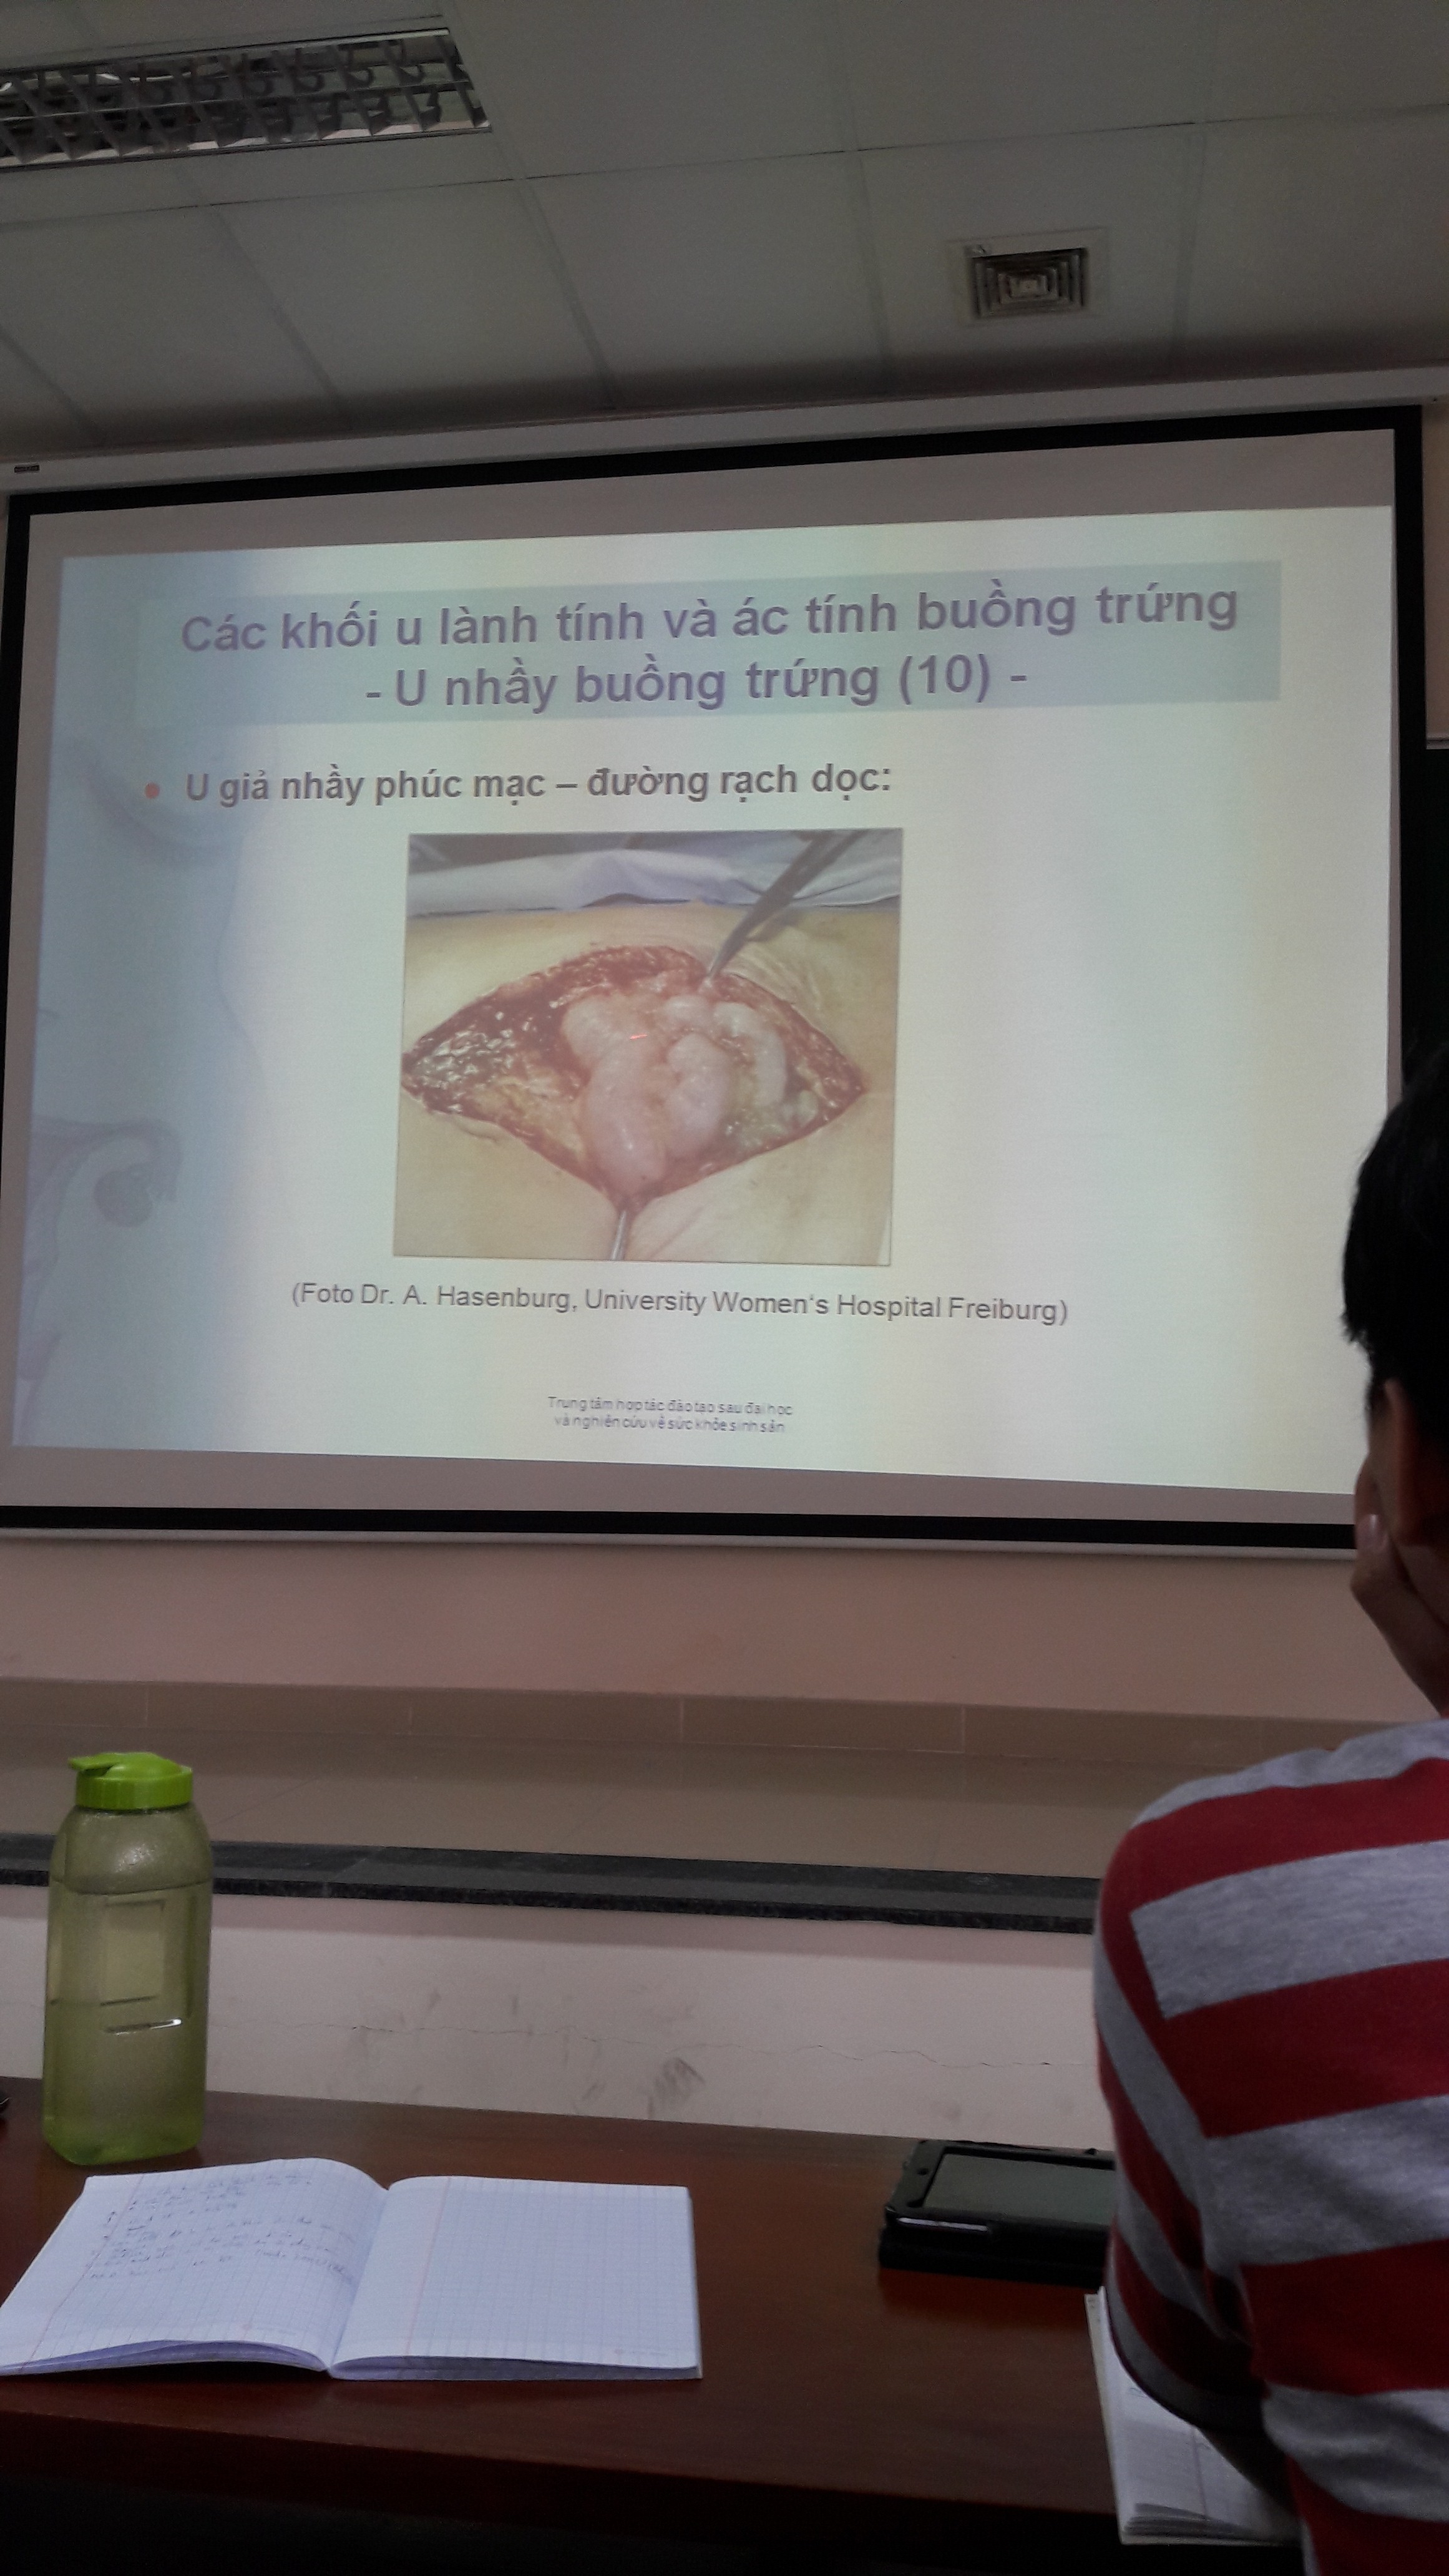 Các khối u lành tính và ác tính buồng trứng
- U nhầy buồng trứng (10) -
• U giả nhầy phúc mạc – đường rạch dọc:
(Foto Dr. A. Hasenburg, University Women‘s Hospital Freiburg)
Trung tâm hợp tác đào tạo sau đại học
và nghiên cứu về sức khỏe sinh sản